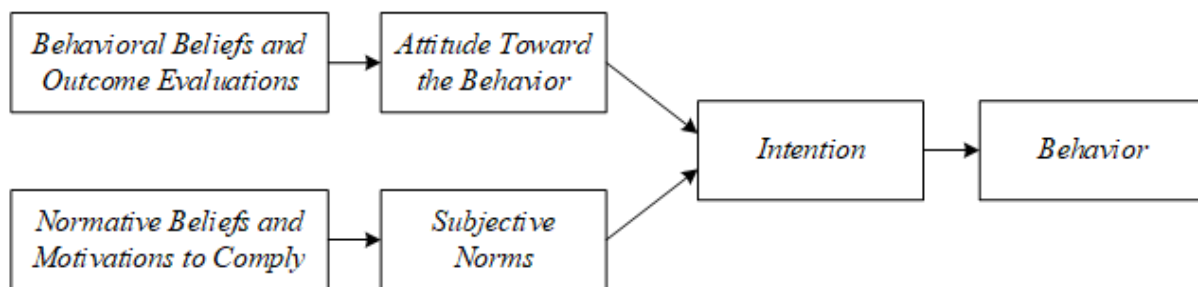 Behavioral Beliefs and
Outcome Evaluations
Attitude Toward
the Behavior
Intention
Behavior
Normative Beliefs and
Motivations to Comply
Subjective
Norms